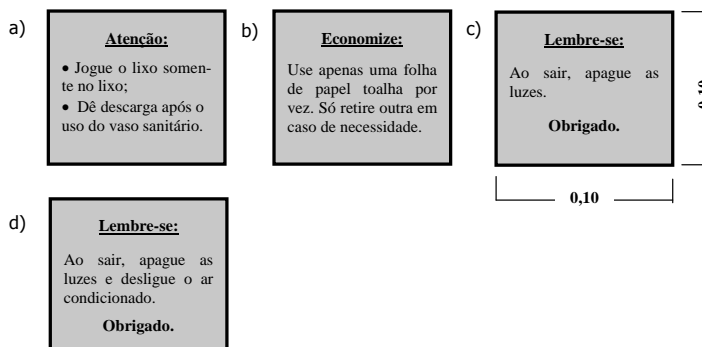 a)
Atenção:
• Jogue o lixo somen-
te no lixo;
• Dê descarga após o
uso do vaso sanitário.
b)
Economize:
Use apenas uma folha
de papel toalha por
vez. Só retire outra em
caso de necessidade.
c)
Lembre-se:
Ao sair, apague as
luzes.
Obrigado.
0,10
d)
Lembre-se:
Ao sair, apague as
luzes e desligue o ar
condicionado.
Obrigado.